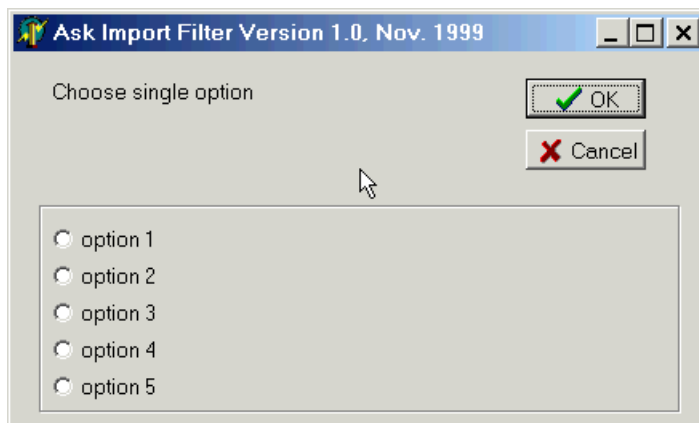 Ask Import Filter Version 1.0, Nov. 1999
Choose single option
OK
Cancel
option 1
option 2
option 3
option 4
option 5